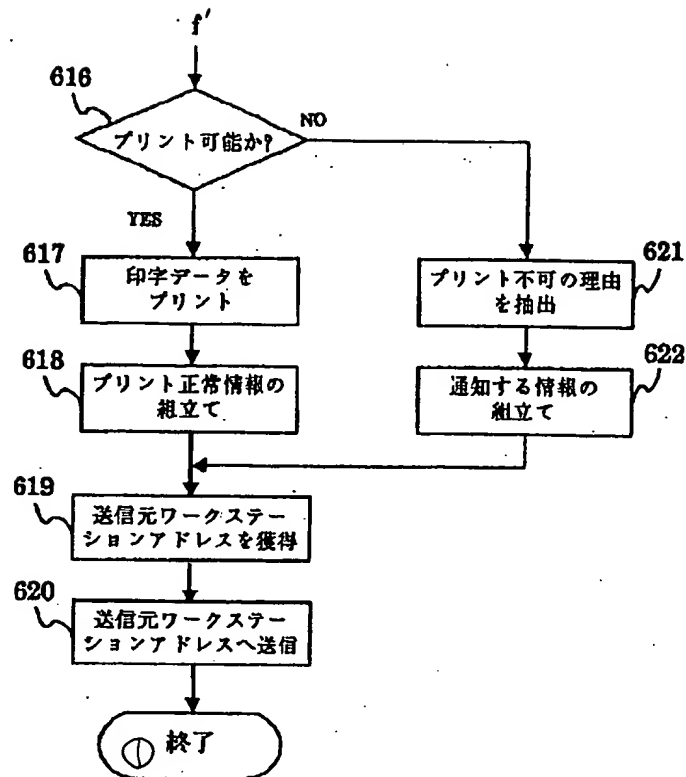 f'
616
プリント可能か?
NO
YES
617
印字データを
プリント
621
プリント不可の理由
を抽出
618
プリント正常情報の
組立て
622
通知する情報の
組立て
619
送信元ワークステー
ションアドレスを獲得
620
送信元ワークステー
ションアドレスへ送信
① 終了